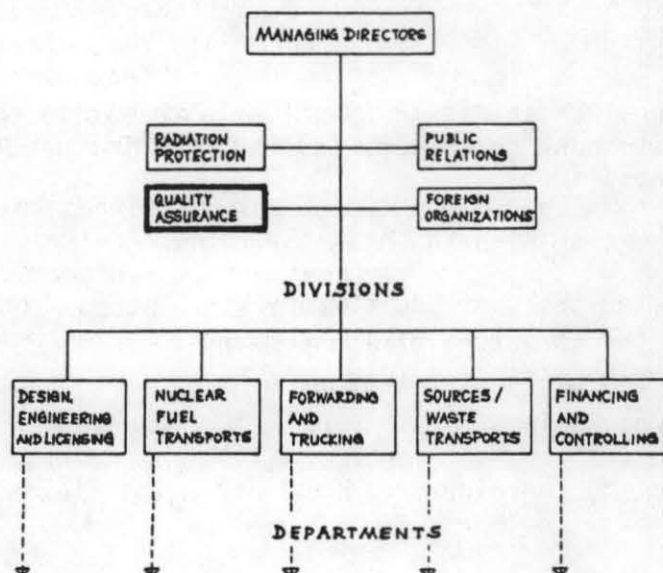 MANAGING DIRECTORS
RADIATION
PROTECTION
PUBLIC
RELATIONS
QUALITY
ASSURANCE
FOREIGN
ORGANIZATIONS
DIVISIONS
DESIGN,
ENGINEERING
AND LICENSING
NUCLEAR
FUEL
TRANSPORTS
FORWARDING
AND
TRUCKING
SOURCES/
WASTE
TRANSPORTS
FINANCING
AND
CONTROLLING
DEPARTMENTS